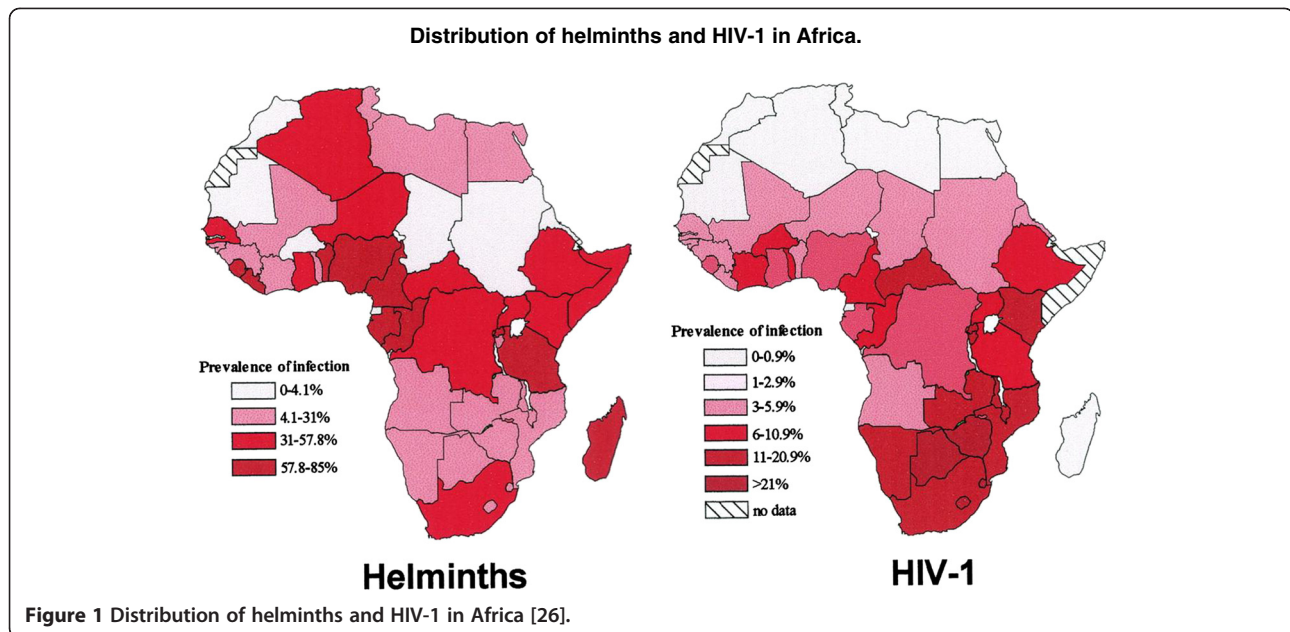 Distribution of helminths and HIV-1 in Africa.
Prevalence of infection
0-4.1%
4.1-31%
31-57.8%
57.8-85%
Helminths
Prevalence of infection
0-0.9%
1-2.9%
3-5.9%
6-10.9%
11-20.9%
>21%
no data
HIV-1
Figure 1 Distribution of helminths and HIV-1 in Africa [26].